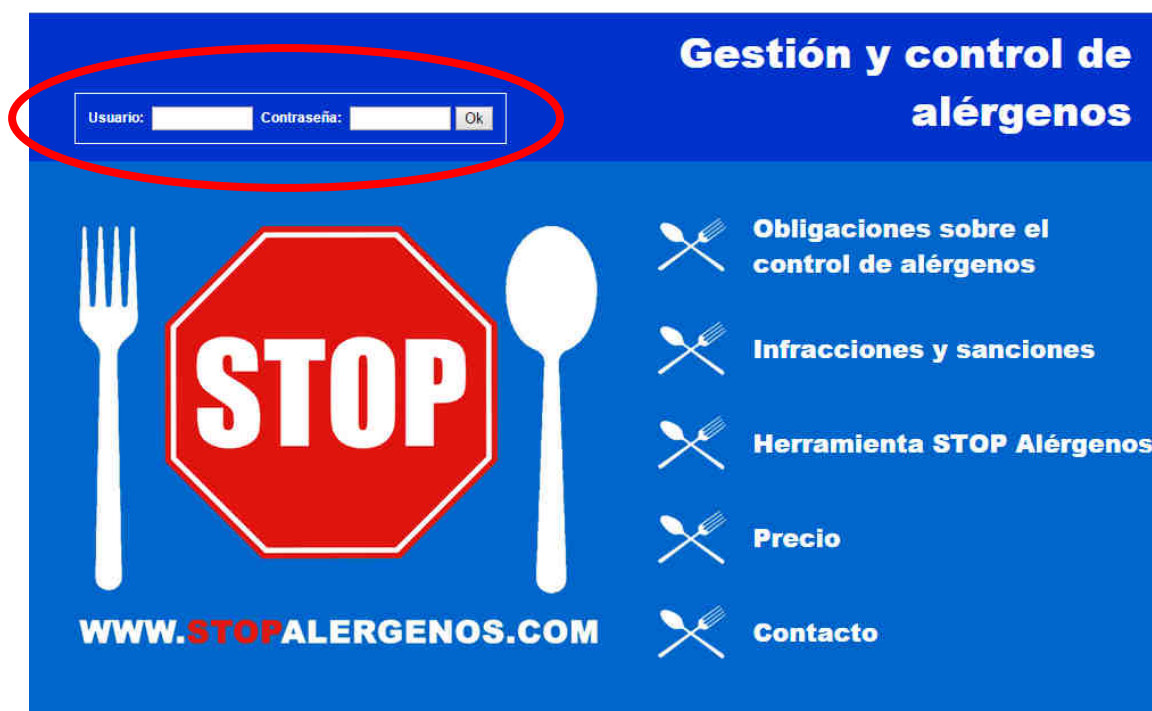 Gestión y control de
alérgenos
Usuario: Contraseña: Ok
STOP
WWW.STOPALERGENOS.COM
Obligaciones sobre el
control de alérgenos
Infracciones y sanciones
Herramienta STOP Alérgenos
Precio
Contacto